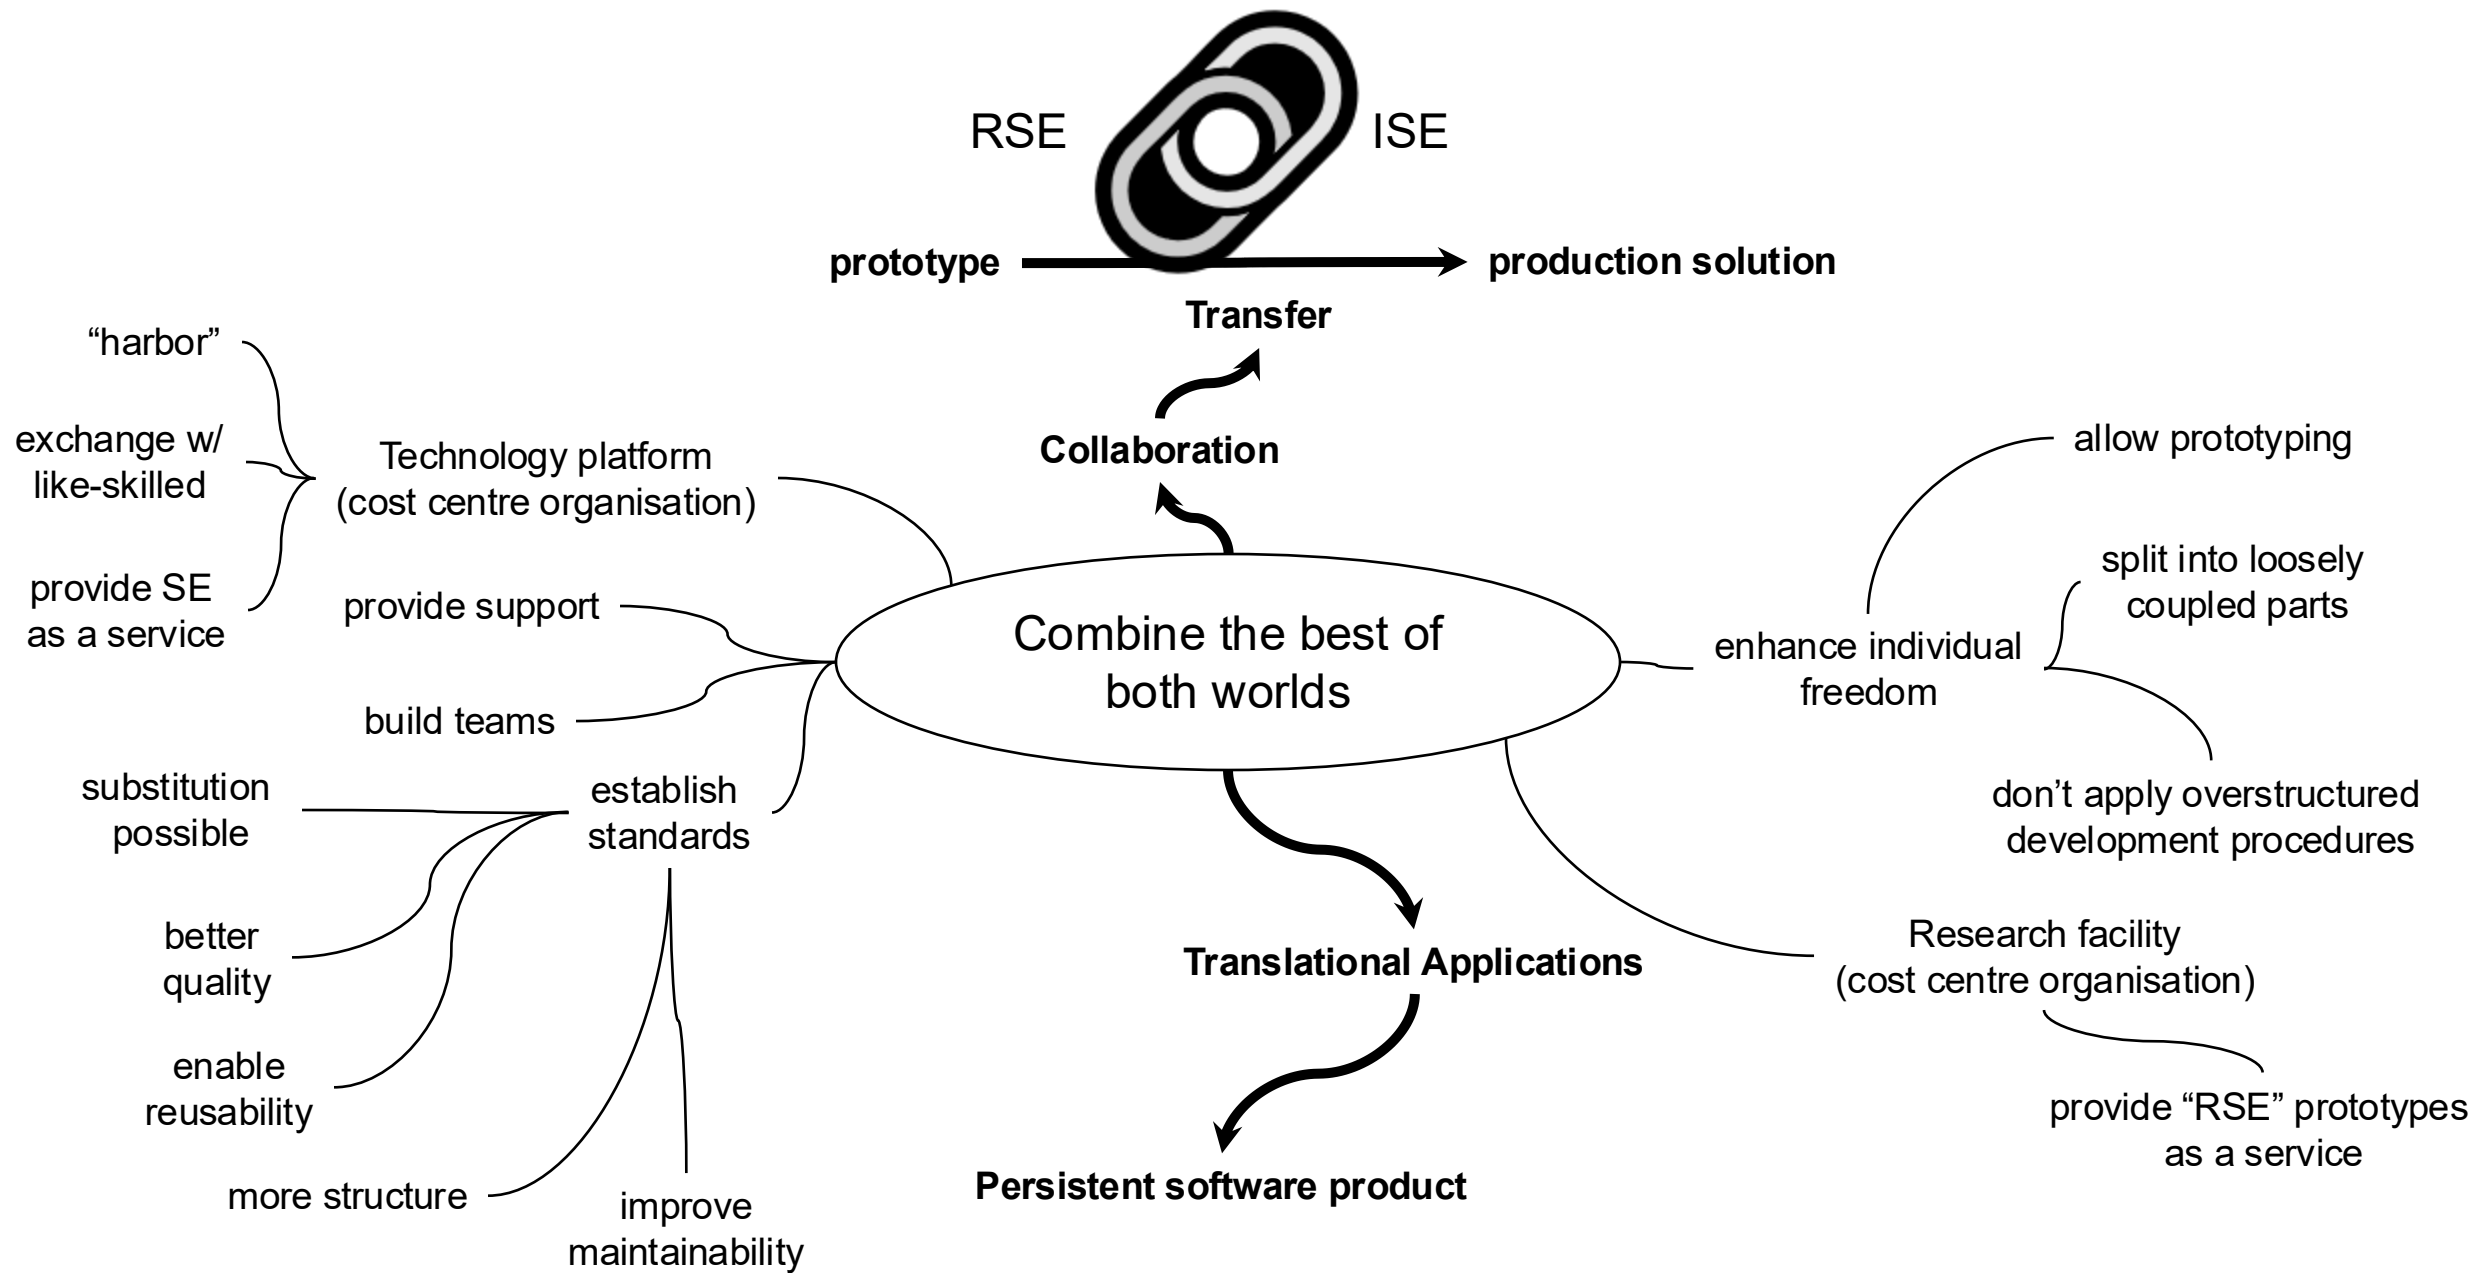 RSE
ISE
prototype
production solution
Transfer
Collaboration
Combine the best of
both worlds
Technology platform
(cost centre organisation)
“harbor”
exchange w/
like-skilled
provide SE
as a service
provide support
build teams
establish
standards
substitution
possible
better
quality
enable
reusability
more structure
improve
maintainability
Translational Applications
Persistent software product
enhance individual
freedom
allow prototyping
split into loosely
coupled parts
don’t apply overstructured
development procedures
Research facility
(cost centre organisation)
provide “RSE” prototypes
as a service